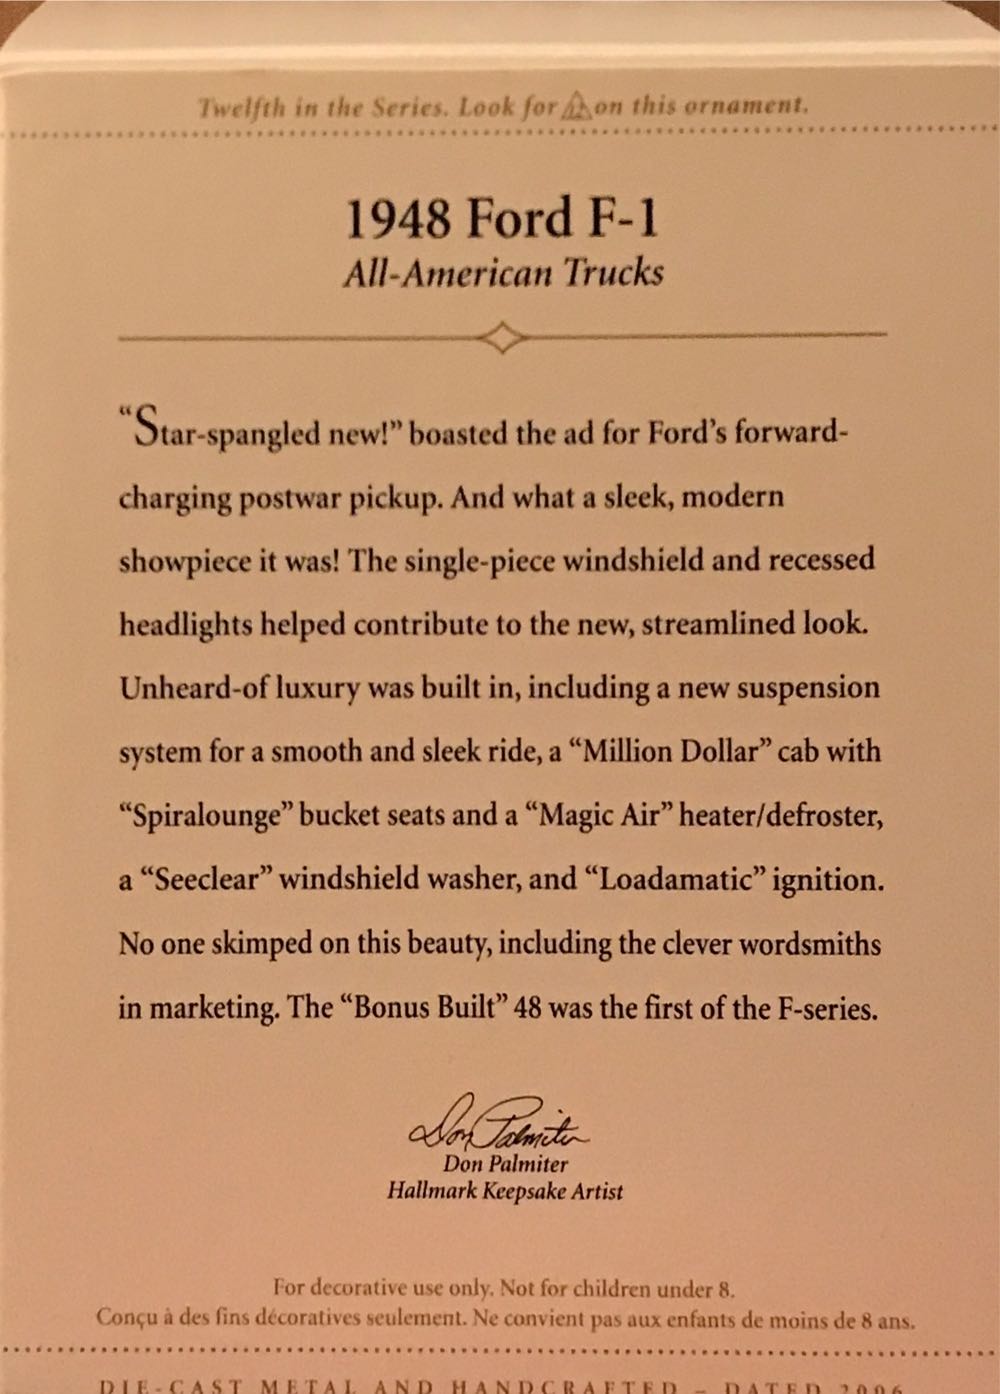 Twelfth in the Series. Look for on this ornament.
1948 Ford F-1
All-American Trucks
“Star-spangled new!” boasted the ad for Ford’s forward-
charging postwar pickup. And what a sleek, modern
showpiece it was! The single-piece windshield and recessed
headlights helped contribute to the new, streamlined look.
Unheard-of luxury was built in, including a new suspension
system for a smooth and sleek ride, a “Million Dollar” cab with
“Spiralounge” bucket seats and a “Magic Air” heater/defroster,
a “Seeclear” windshield washer, and “Loadamatic” ignition.
No one skimped on this beauty, including the clever wordsmiths
in marketing. The “Bonus Built” 48 was the first of the F-series.
Don Palmiter
Don Palmiter
Hallmark Keepsake Artist
For decorative use only. Not for children under 8.
Conçu à des fins décoratives seulement. Ne convient pas aux enfants de moins de 8 ans.
DIE-CAST METAL AND HANDCRAFTED – DATED 2006